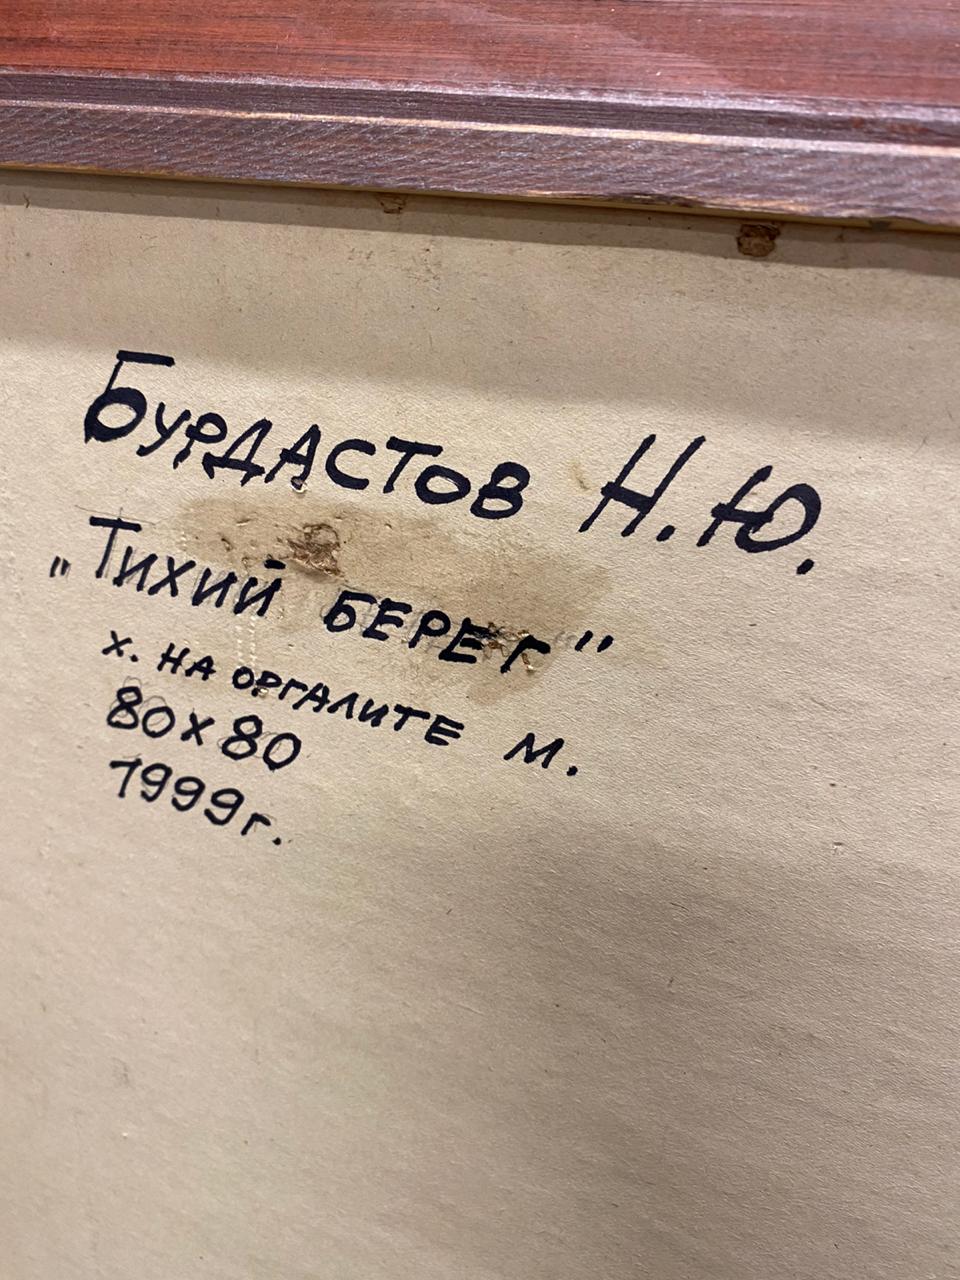 Бурдастов Н.Ю.
„Тихий берег”
х. на оргалите м.
80х80
1999г.